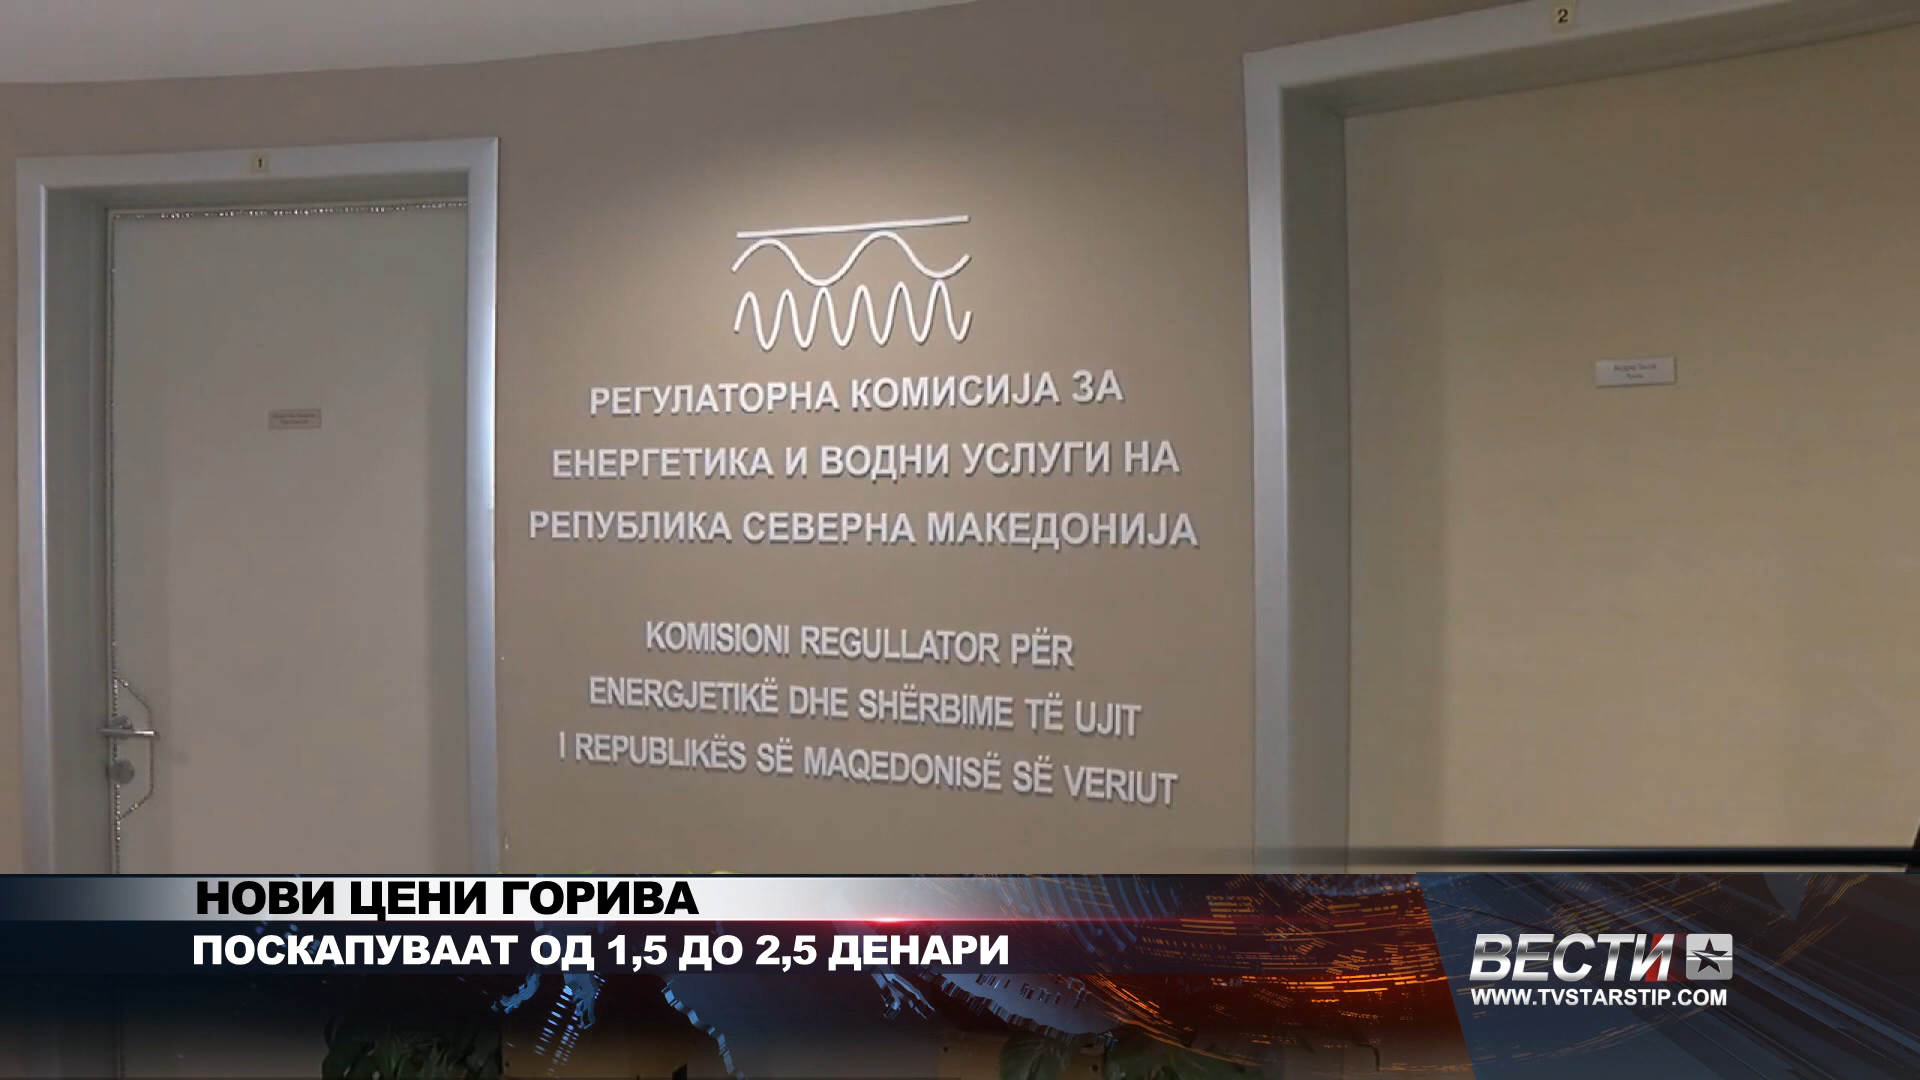 2
1
РЕГУЛАТОРНА КОМИСИЈА ЗА
ЕНЕРГЕТИКА И ВОДНИ УСЛУГИ НА
РЕПУБЛИКА СЕВЕРНА МАКЕДОНИЈА
KOMISIONI REGULLATOR PËR
ENERGJETIKË DHE SHËRBIME TË UJIT
I REPUBLIKËS SË MAQEDONISË SË VERIUT
НОВИ ЦЕНИ ГОРИВА
ПОСКАПУВААТ ОД 1,5 ДО 2,5 ДЕНАРИ
ВЕСТИ
WWW.TVSTARSTIP.COM